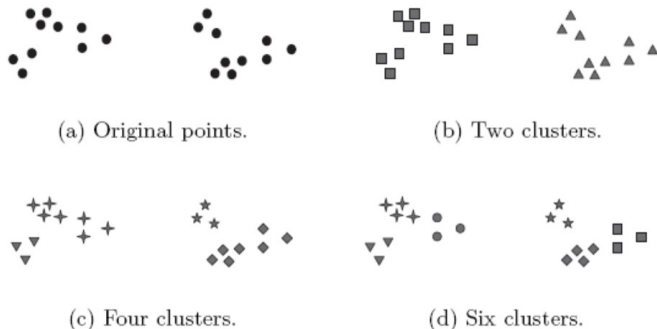 (a) Original points.
(b) Two clusters.
(c) Four clusters.
(d) Six clusters.